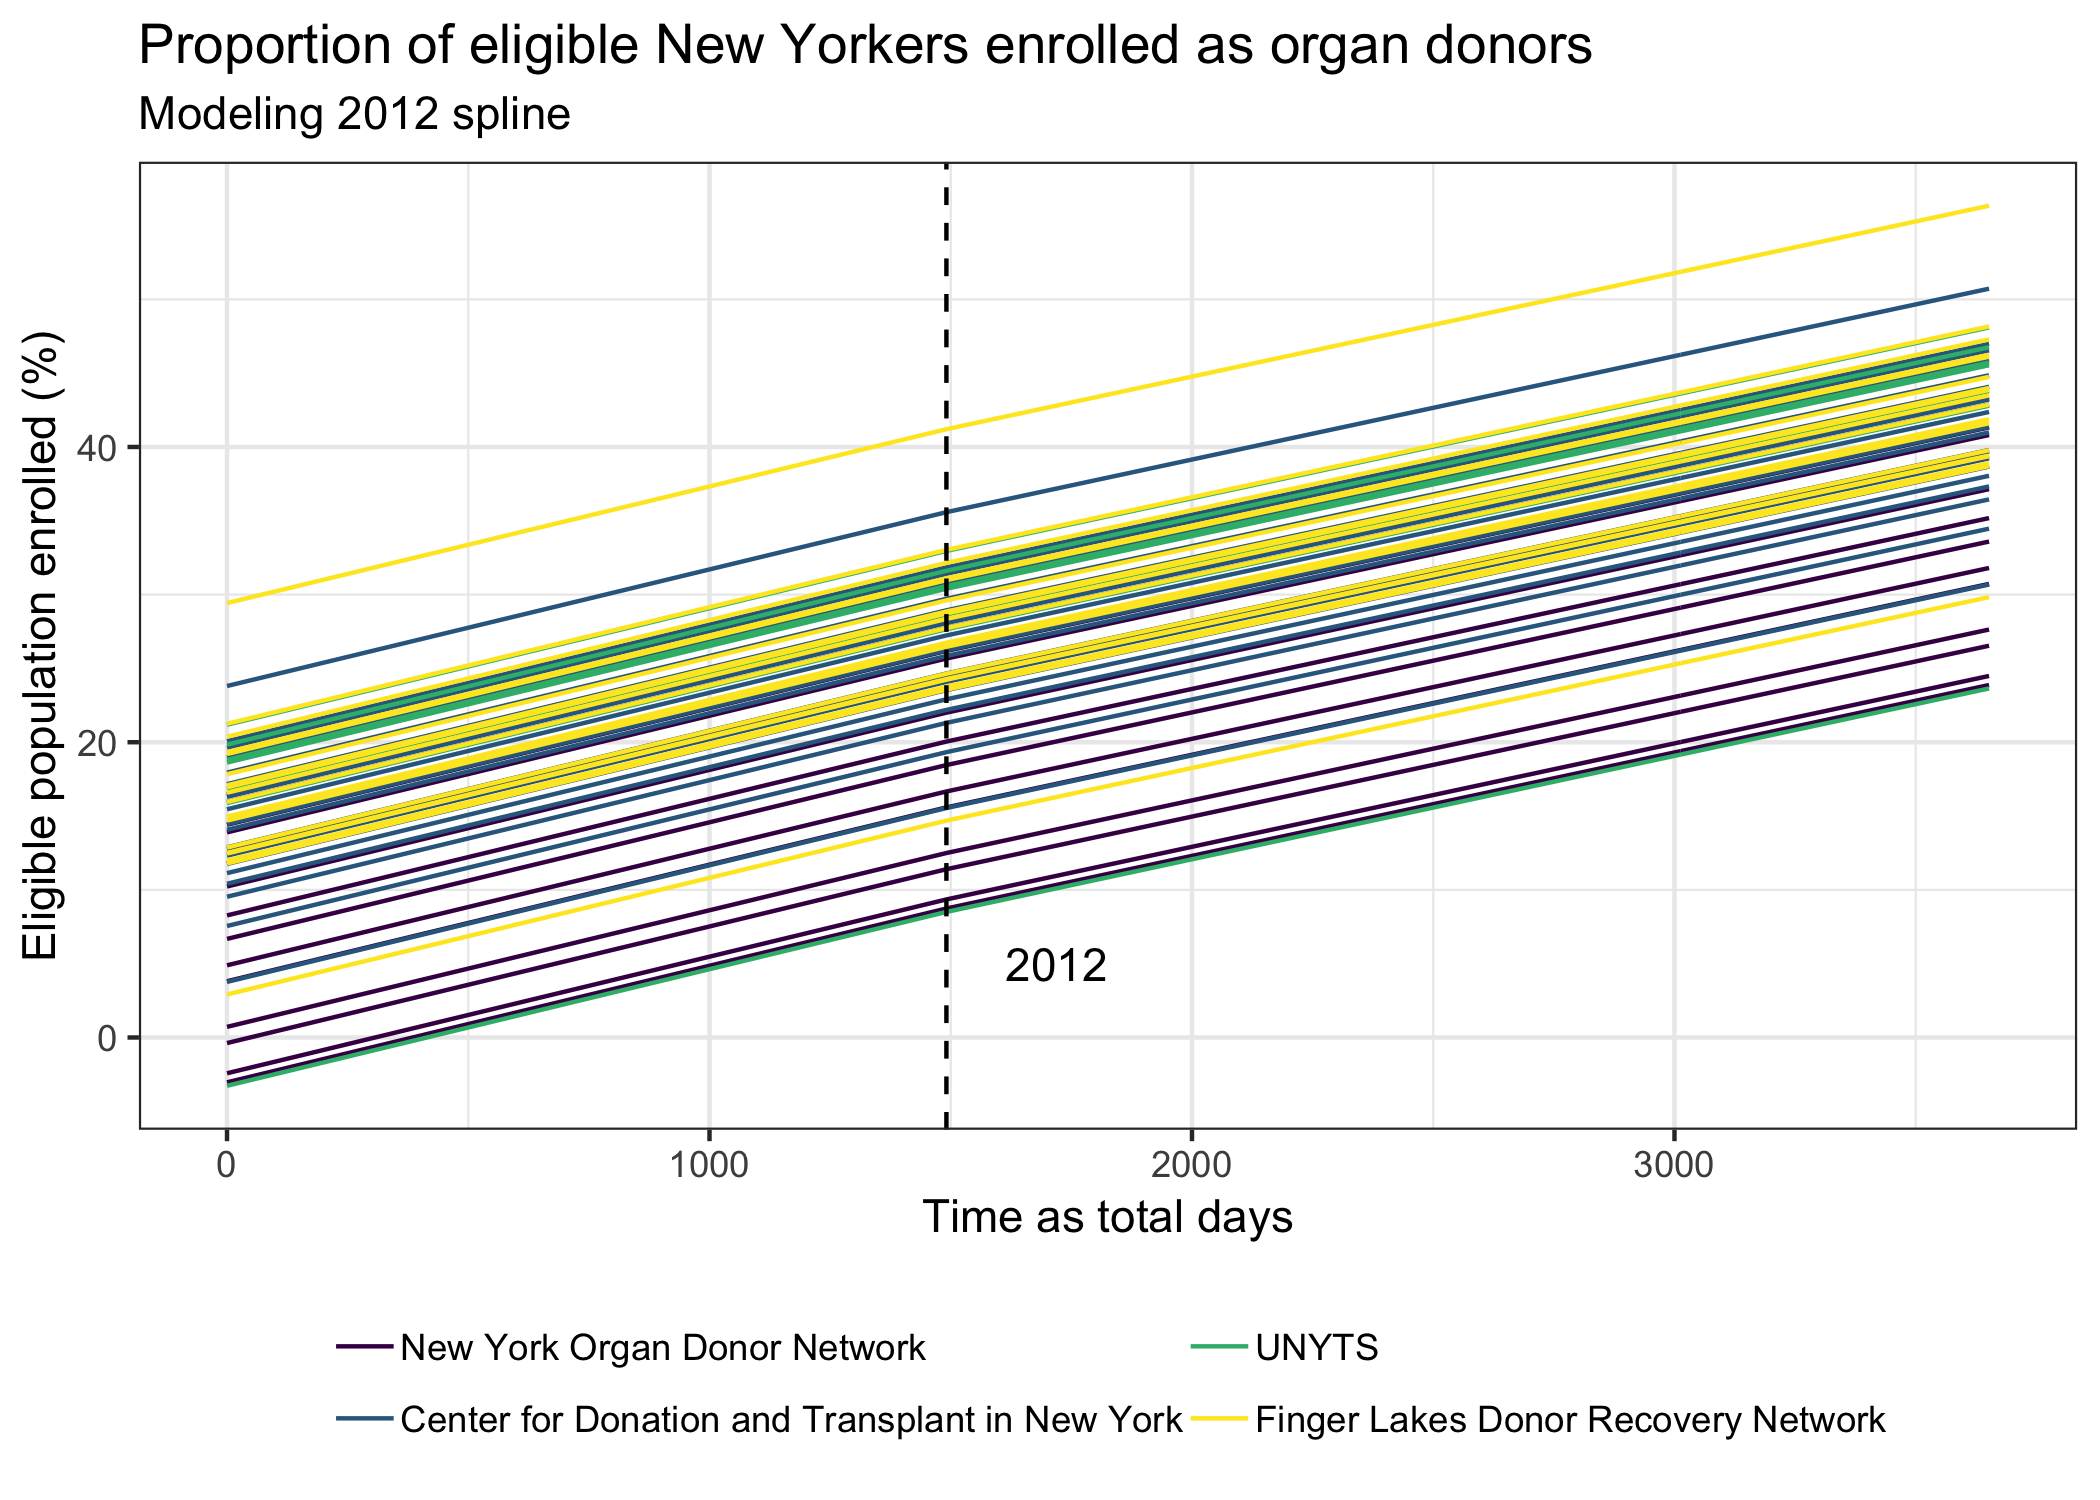 Proportion of eligible New Yorkers enrolled as organ donors
Modeling 2012 spline
Eligible population enrolled (%)
40
20
0
2012
0 1000 2000 3000
Time as total days
New York Organ Donor Network UNYTS
Center for Donation and Transplant in New York Finger Lakes Donor Recovery Network